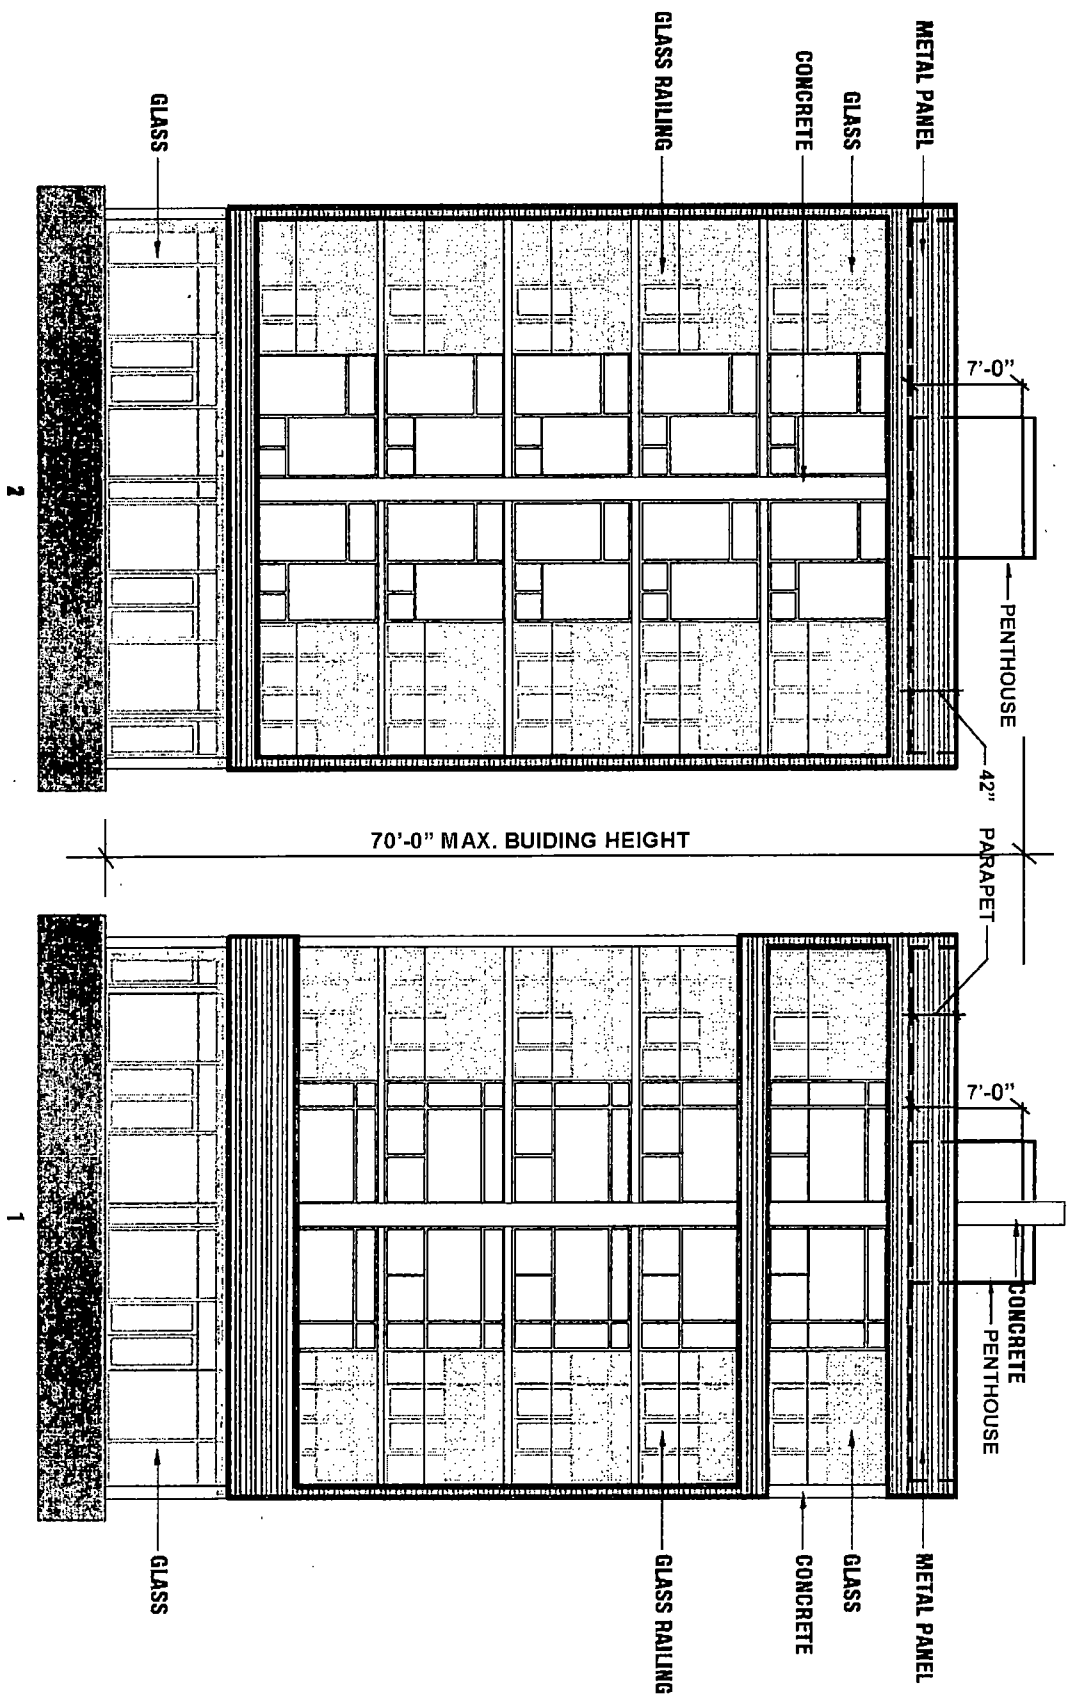 METAL PANEL
GLASS
CONCRETE
GLASS RAILING
GLASS
7'-0"
PENTHOUSE
42" PARAPET
70'-0" MAX. BUIDING HEIGHT
7'-0"
CONCRETE
PENTHOUSE
METAL PANEL
GLASS
CONCRETE
GLASS RAILING
GLASS
2
1